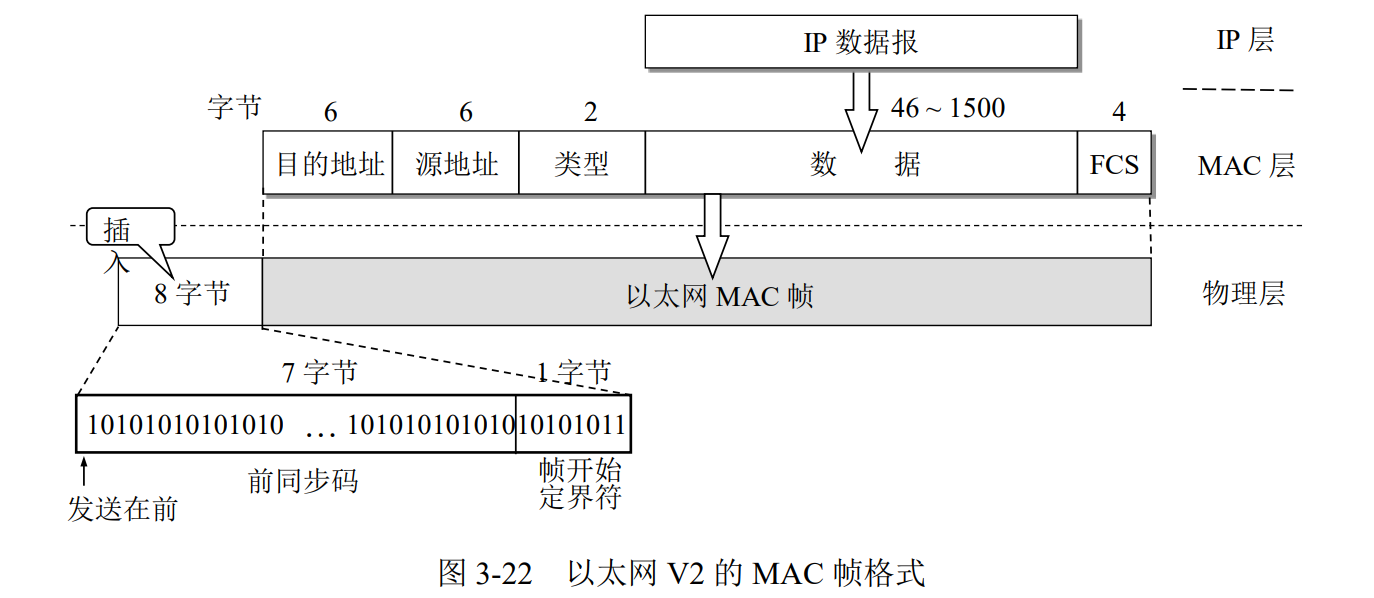 IP 数据报
IP 层
字节
6
6
2
46 ~ 1500
4
目的地址
源地址
类型
数 据
FCS
MAC 层
插
入
8 字节
以太网 MAC 帧
物理层
7 字节
1 字节
10101010101010 … 101010101010
10101011
发送在前
前同步码
帧开始
定界符
图 3-22 以太网 V2 的 MAC 帧格式